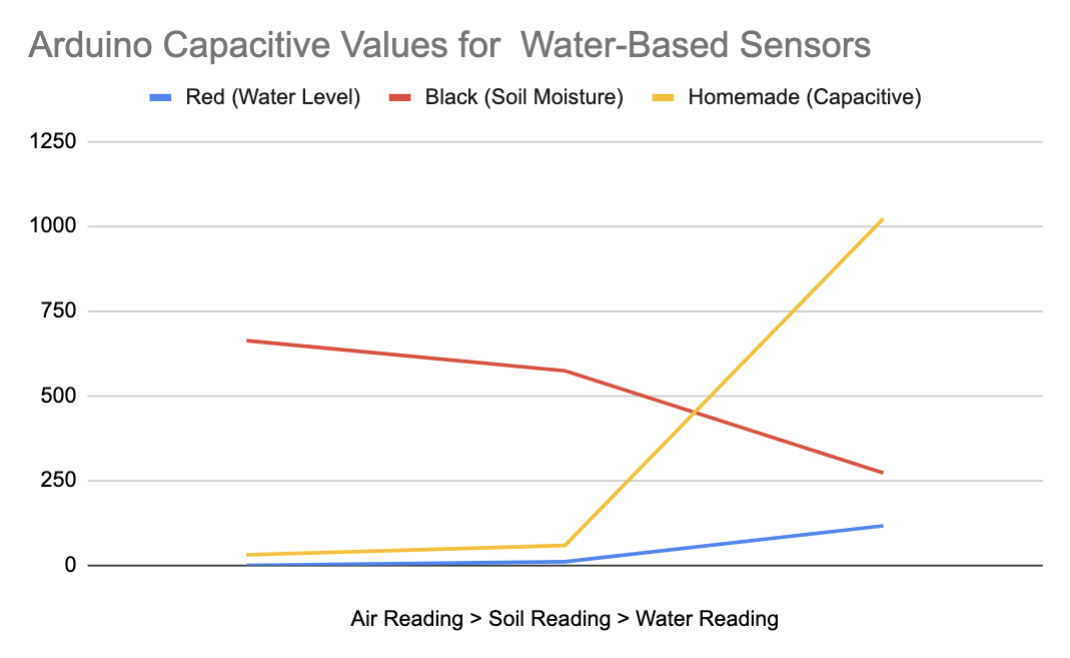 Arduino Capacitive Values for  Water-Based Sensors
Red (Water Level) Black (Soil Moisture) Homemade (Capacitive)
1250
1000
750
500
250
0
Air Reading > Soil Reading > Water Reading